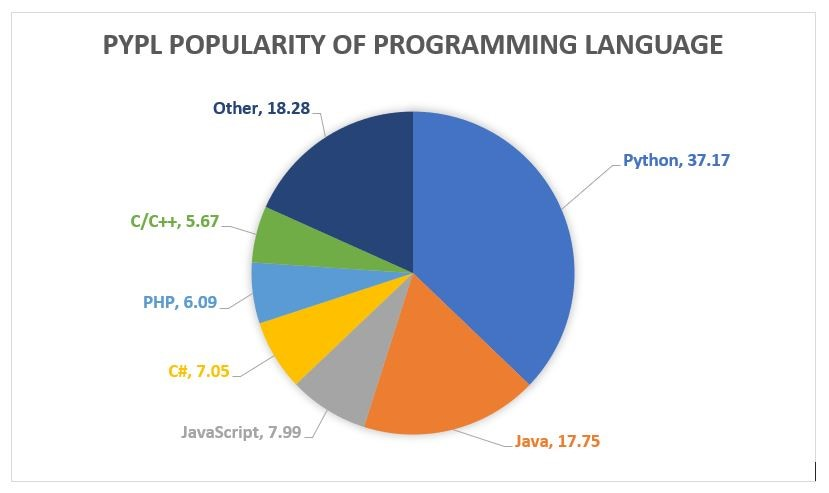 PYPL POPULARITY OF PROGRAMMING LANGUAGE
Other, 18.28
Python, 37.17
C/C++, 5.67
PHP, 6.09
C#, 7.05
JavaScript, 7.99
Java, 17.75